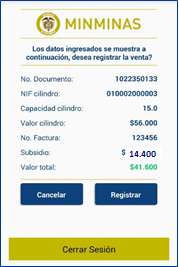 MINMINAS
Los datos ingresados se muestra a
continuación, desea registrar la venta?
No. Documento: 1022350133
NIF cilindro: 010002000003
Capacidad cilindro: 15.0
Valor cilindro: $56.000
No. Factura: 123456
Subsidio: $ 14.400
Valor total: $41.600
Cancelar Registrar
Cerrar Sesión